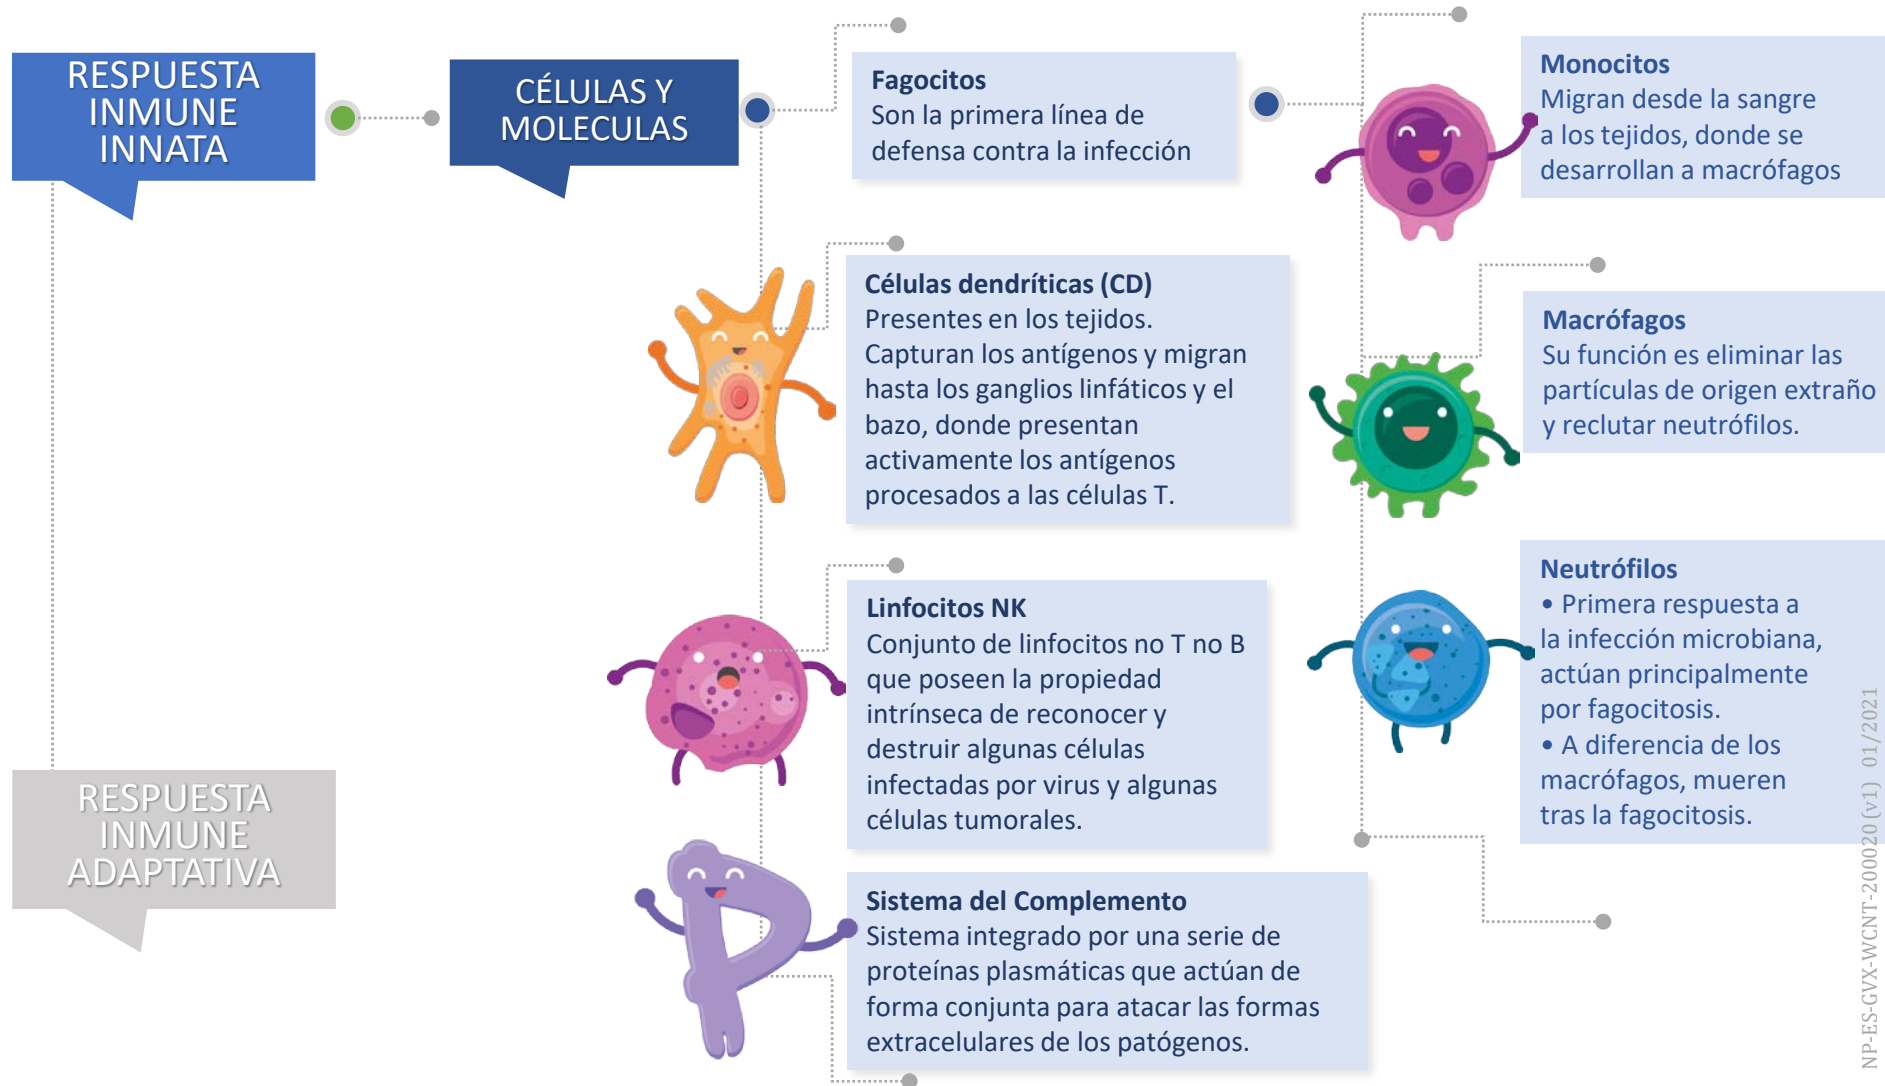 RESPUESTA
INMUNE
INNATA
CÉLULAS Y
MOLECULAS
Fagocitos
Son la primera línea de
defensa contra la infección
Células dendríticas (CD)
Presentes en los tejidos.
Capturan los antígenos y migran
hasta los ganglios linfáticos y el
bazo, donde presentan
activamente los antígenos
procesados a las células T.
Linfocitos NK
Conjunto de linfocitos no T no B
que poseen la propiedad
intrínseca de reconocer y
destruir algunas células
infectadas por virus y algunas
células tumorales.
Sistema del Complemento
Sistema integrado por una serie de
proteínas plasmáticas que actúan de
forma conjunta para atacar las formas
extracelulares de los patógenos.
Monocitos
Migran desde la sangre
a los tejidos, donde se
desarrollan a macrófagos
Macrófagos
Su función es eliminar las
partículas de origen extraño
y reclutar neutrófilos.
Neutrófilos
• Primera respuesta a
la infección microbiana,
actúan principalmente
por fagocitosis.
• A diferencia de los
macrófagos, mueren
tras la fagocitosis.
RESPUESTA
INMUNE
ADAPTATIVA
NP-ES-GVX-WCNT-200020 (v1) 01/2021